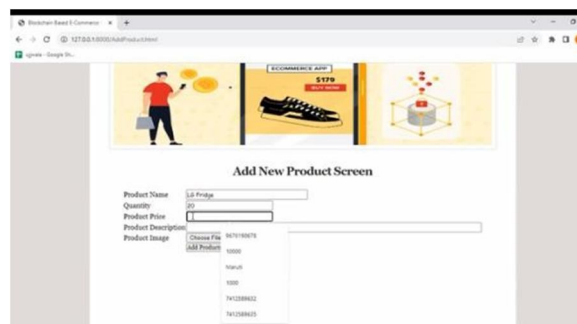 Blockchain Based E-Commerce
127.0.0.1:8000/AddProduct.html
ECOMMERCE APP
$179
BUY NOW
Add New Product Screen
Product Name LG Fridge
Quantity 20
Product Price
Product Description
Product Image Choose File
Add Product
9676198678
10000
1000
7412589632
7412589635